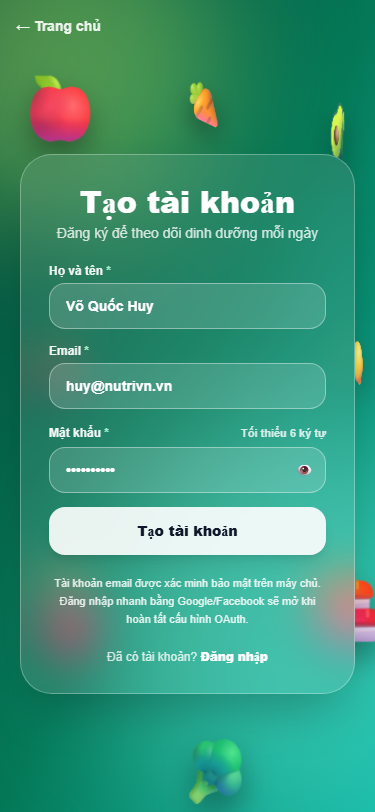 ← Trang chủ
Tạo tài khoản
Đăng ký để theo dõi dinh dưỡng mỗi ngày
Họ và tên *
Võ Quốc Huy
Email *
huy@nutrivn.vn
Mật khẩu *
Tối thiểu 6 ký tự
••••••••••
Tạo tài khoản
Tài khoản email được xác minh bảo mật trên máy chủ.
Đăng nhập nhanh bằng Google/Facebook sẽ mở khi
hoàn tất cấu hình OAuth.
Đã có tài khoản? Đăng nhập